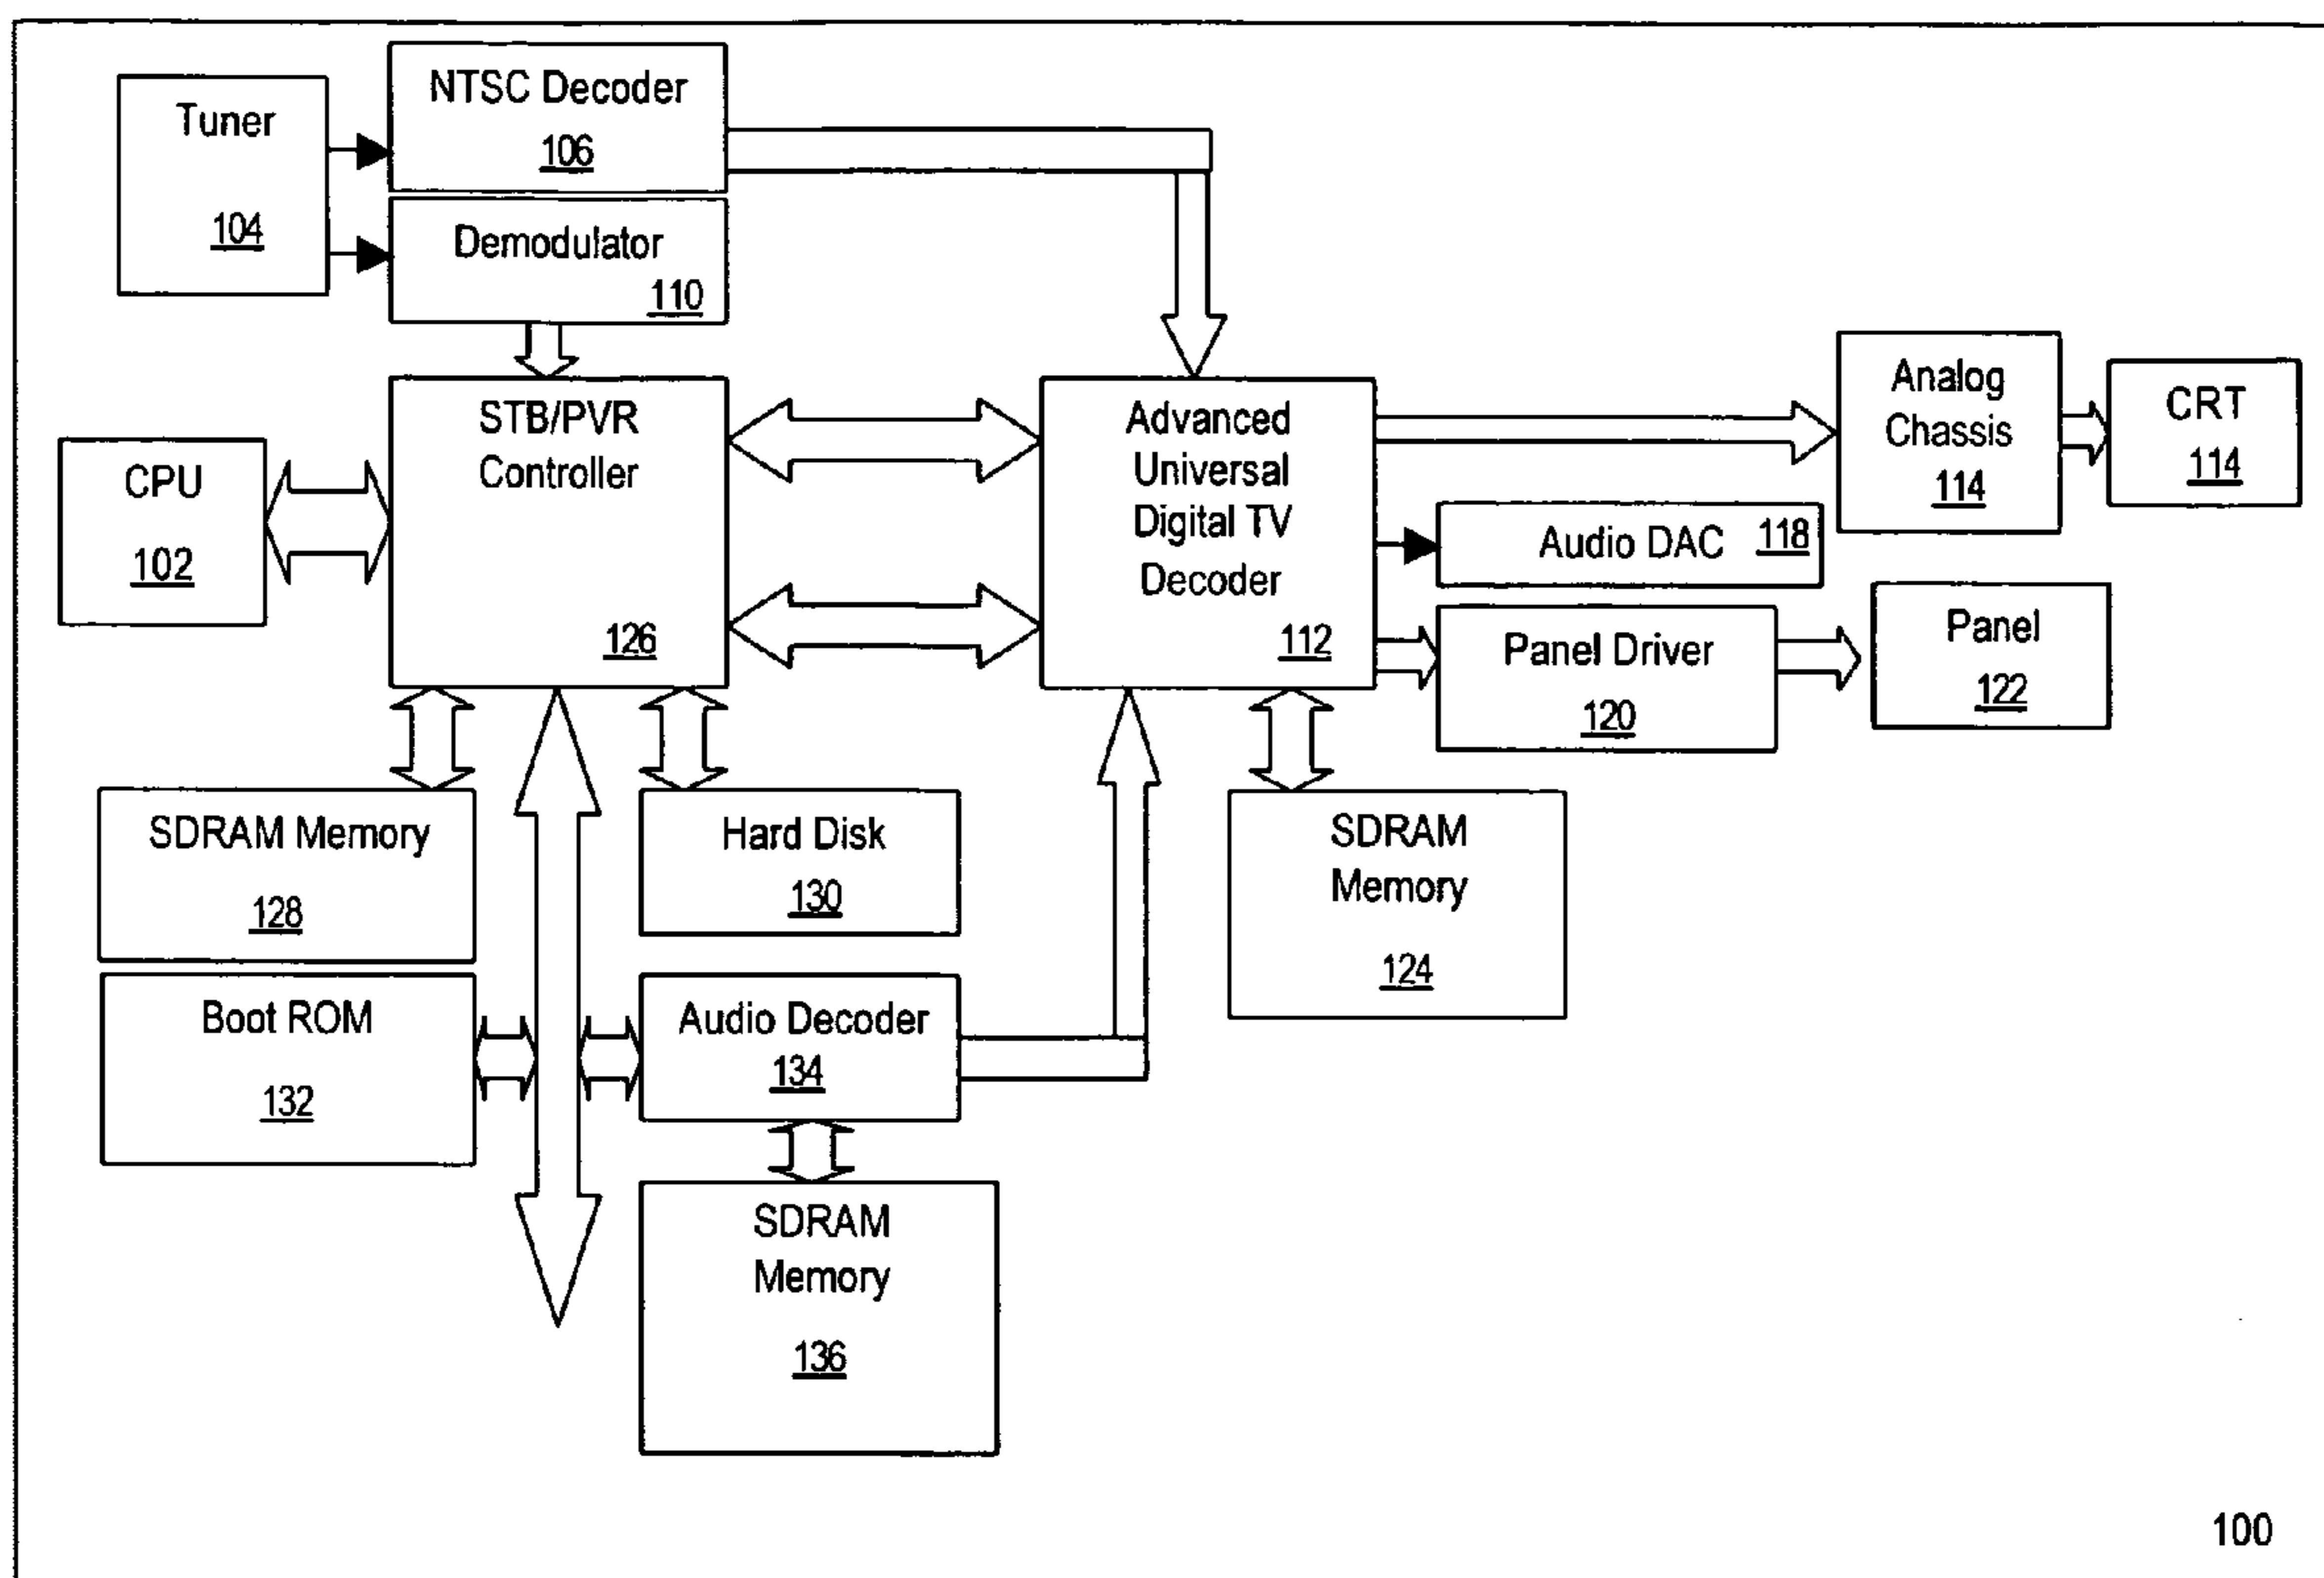 NTSC Decoder
106
Tuner
104
Demodulator
110
STB/PVR
Controller
126
CPU
102
Advanced
Universal
Digital TV
Decoder
112
Analog
Chassis
114
CRT
114
Audio DAC 118
Panel Driver
120
Panel
122
SDRAM Memory
128
Hard Disk
130
SDRAM
Memory
124
Boot ROM
132
Audio Decoder
134
SDRAM
Memory
136
100